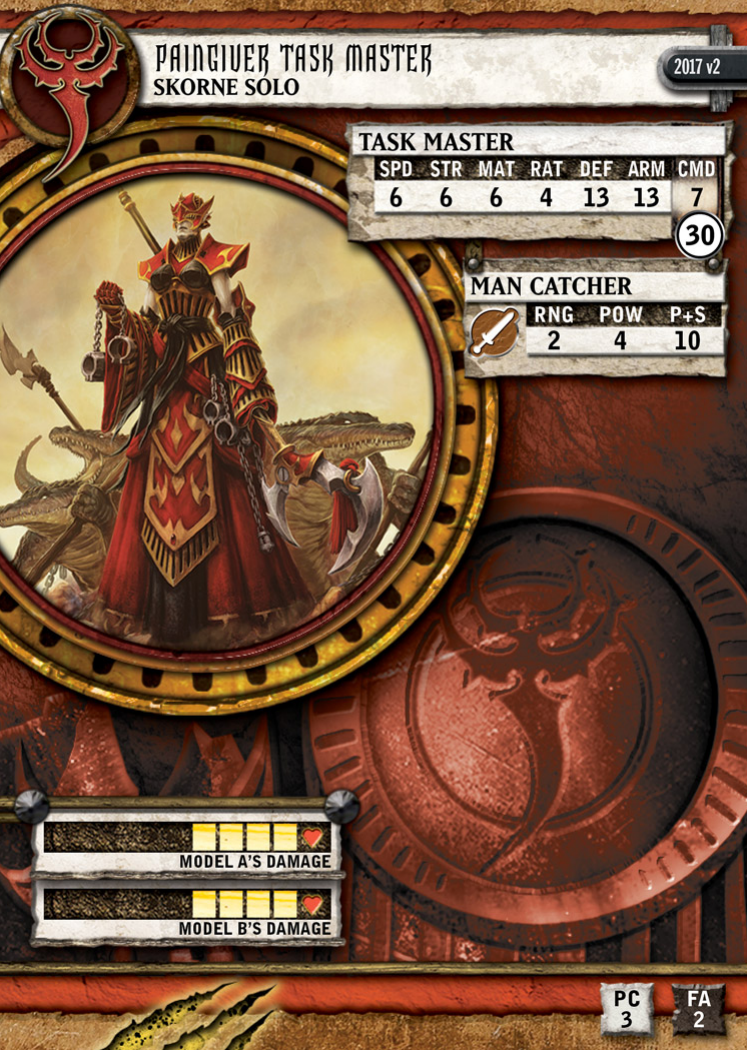 PAINGIVER TASK MASTER
SKORNE SOLO
2017 v2
TASK MASTER
SPD STR MAT RAT DEF ARM CMD
6 6 6 4 13 13 7
30
MAN CATCHER
RNG POW P+S
2 4 10
MODEL A'S DAMAGE
MODEL B'S DAMAGE
PC FA
3 2